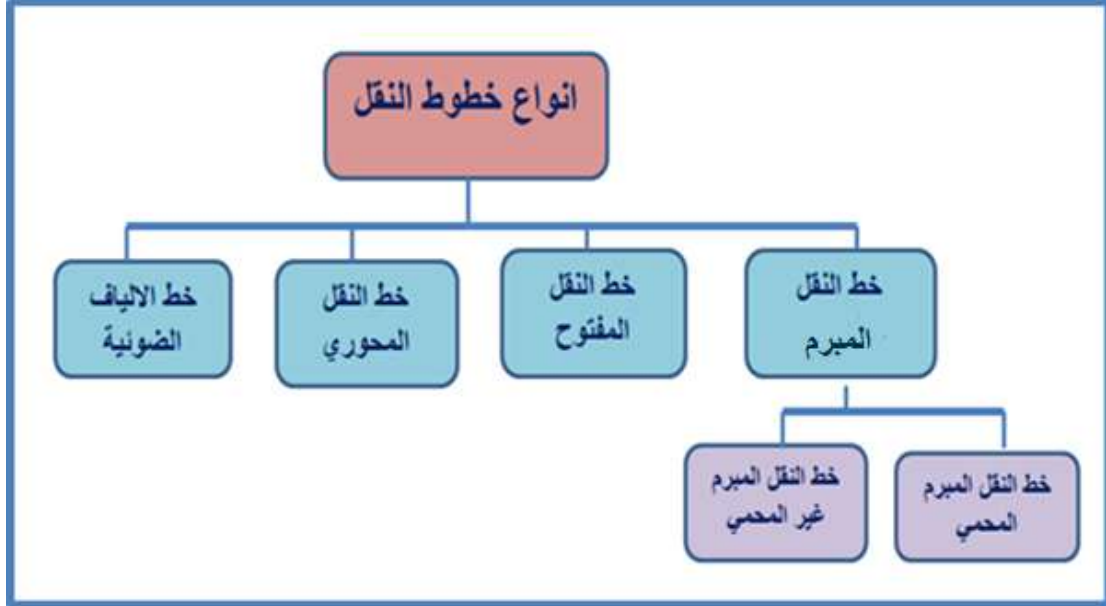 انواع خطوط النقل
خط النقل
المبرم
خط النقل
المفتوح
خط النقل
المحوري
خط الالياف
الضوئية
خط النقل المبرم
المحمي
خط النقل المبرم
غير المحمي